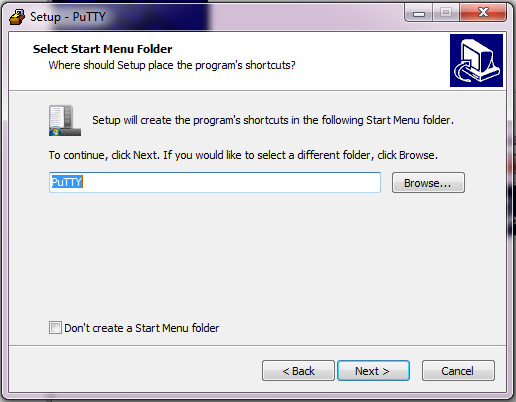 Setup - PuTTY
Select Start Menu Folder
Where should Setup place the program's shortcuts?
Setup will create the program's shortcuts in the following Start Menu folder.
To continue, click Next. If you would like to select a different folder, click Browse.
PuTTY
Browse...
Don't create a Start Menu folder
< Back
Next >
Cancel